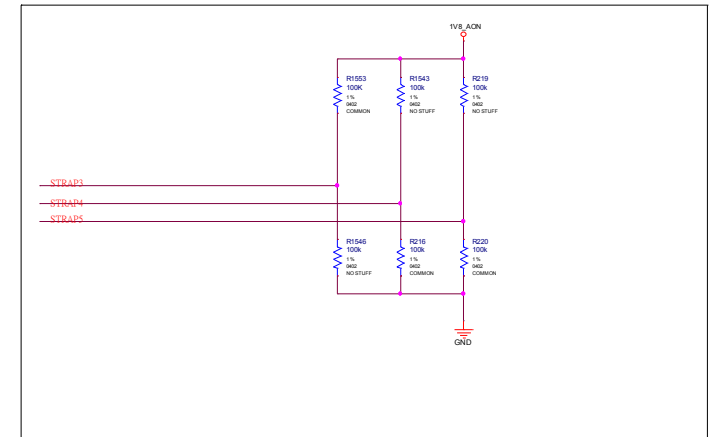 1V8_AON
R1553
100K
1%
0402
COMMON
R1543
100k
1%
0402
NO STUFF
R219
100k
1%
0402
NO STUFF
STRAP3
STRAP4
STRAP5
R1546
100k
1%
0402
NO STUFF
R216
100k
1%
0402
COMMON
R220
100k
1%
0402
COMMON
GND